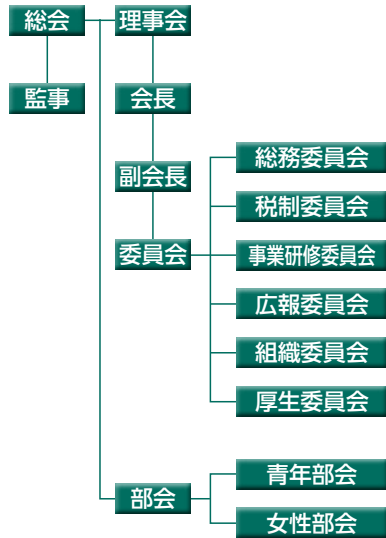 総会
理事会
監事
会長
副会長
委員会
総務委員会
税制委員会
事業研修委員会
広報委員会
組織委員会
厚生委員会
部会
青年部会
女性部会